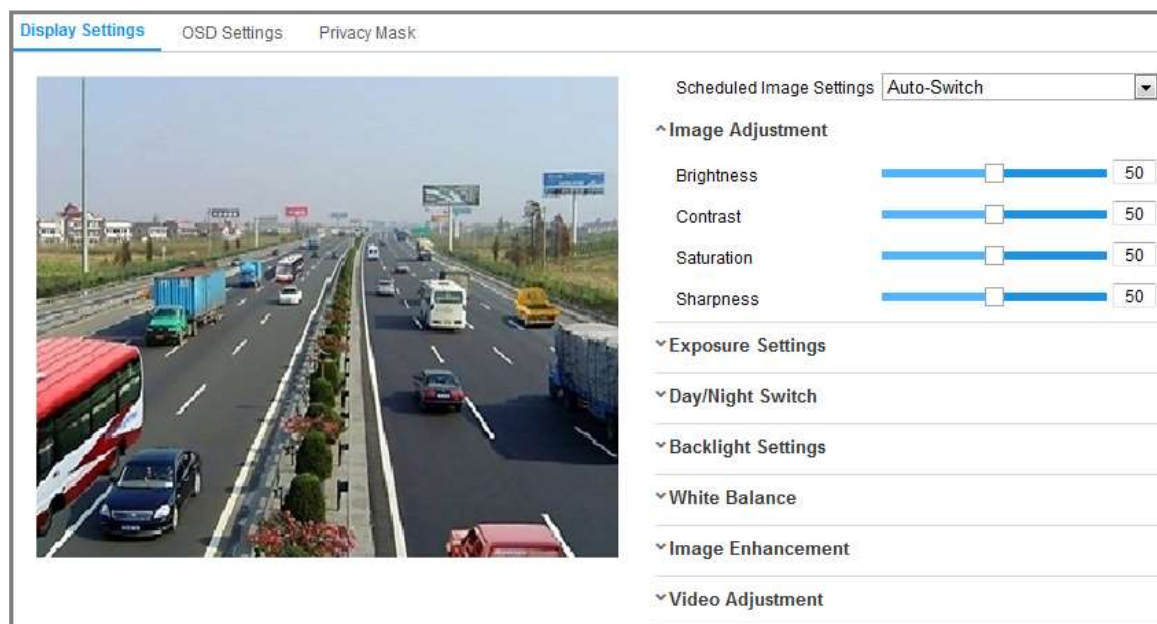 Display Settings OSD Settings Privacy Mask
Scheduled Image Settings Auto-Switch
Image Adjustment
Brightness 50
Contrast 50
Saturation 50
Sharpness 50
Exposure Settings
Day/Night Switch
Backlight Settings
White Balance
Image Enhancement
Video Adjustment